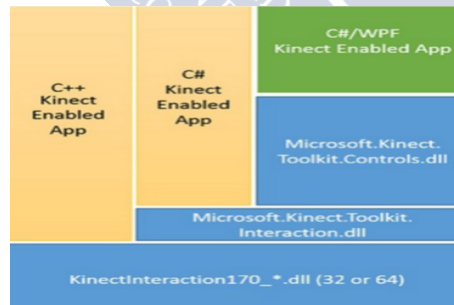 C++
Kinect
Enabled
App
C#
Kinect
Enabled
App
C#/WPF
Kinect Enabled App
Microsoft.Kinect.
Toolkit.Controls.dll
Microsoft.Kinect.Toolkit.
Interaction.dll
KinectInteraction170_*.dll (32 or 64)